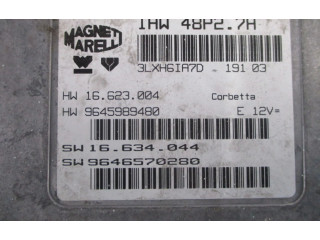 MAGNETI
MARELLI
IAW 48P2.7A
3LXH6IA7D . 191 03
HW 16.623.004 Corbetta
HW 9645989480 E 12V=
SW 16.634.044
SW 9646570280